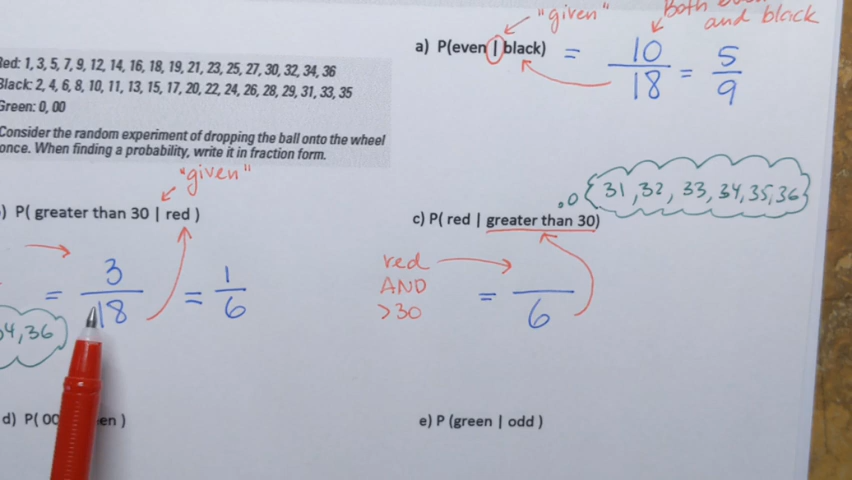 "given"
and black
a) P(even | black) = 10/18 = 5/9
Red: 1, 3, 5, 7, 9, 12, 14, 16, 18, 19, 21, 23, 25, 27, 30, 32, 34, 36
Black: 2, 4, 6, 8, 10, 11, 13, 15, 17, 20, 22, 24, 26, 28, 29, 31, 33, 35
Green: 0, 00
Consider the random experiment of dropping the ball onto the wheel
once. When finding a probability, write it in fraction form.
"given"
) P( greater than 30 | red )
= 3/18 = 1/6
34, 36
31, 32, 33, 34, 35, 36
c) P( red | greater than 30)
red
AND
>30
= /6
d) P( 00 en )
e) P (green | odd )